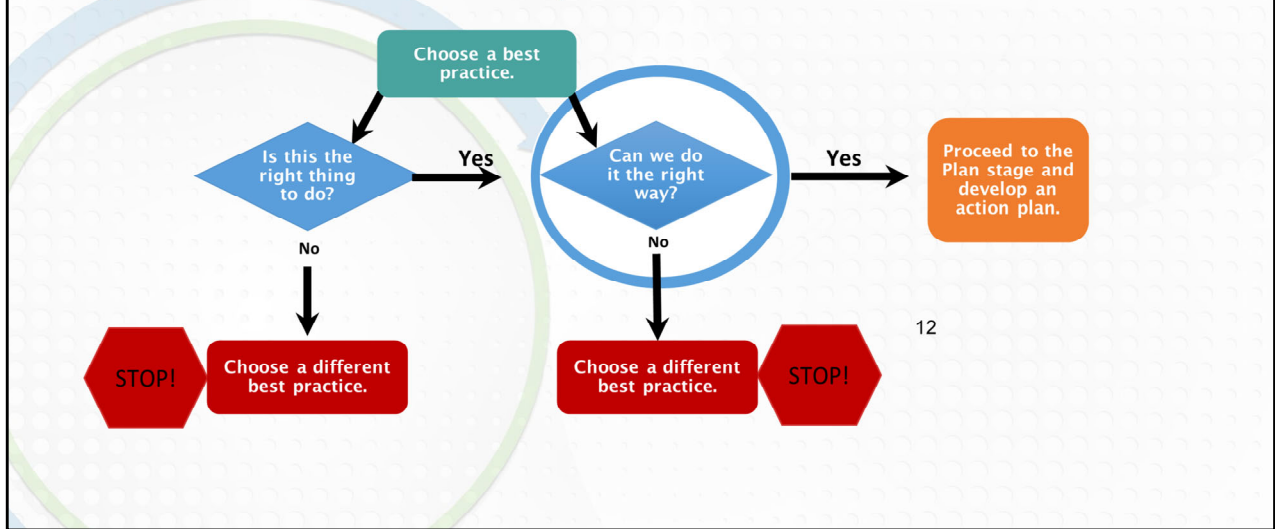 Choose a best
practice.
Is this the
right thing
to do?
Yes
Can we do
it the right
way?
Yes
Proceed to the
Plan stage and
develop an
action plan.
No
No
12
STOP!
Choose a different
best practice.
Choose a different
best practice.
STOP!